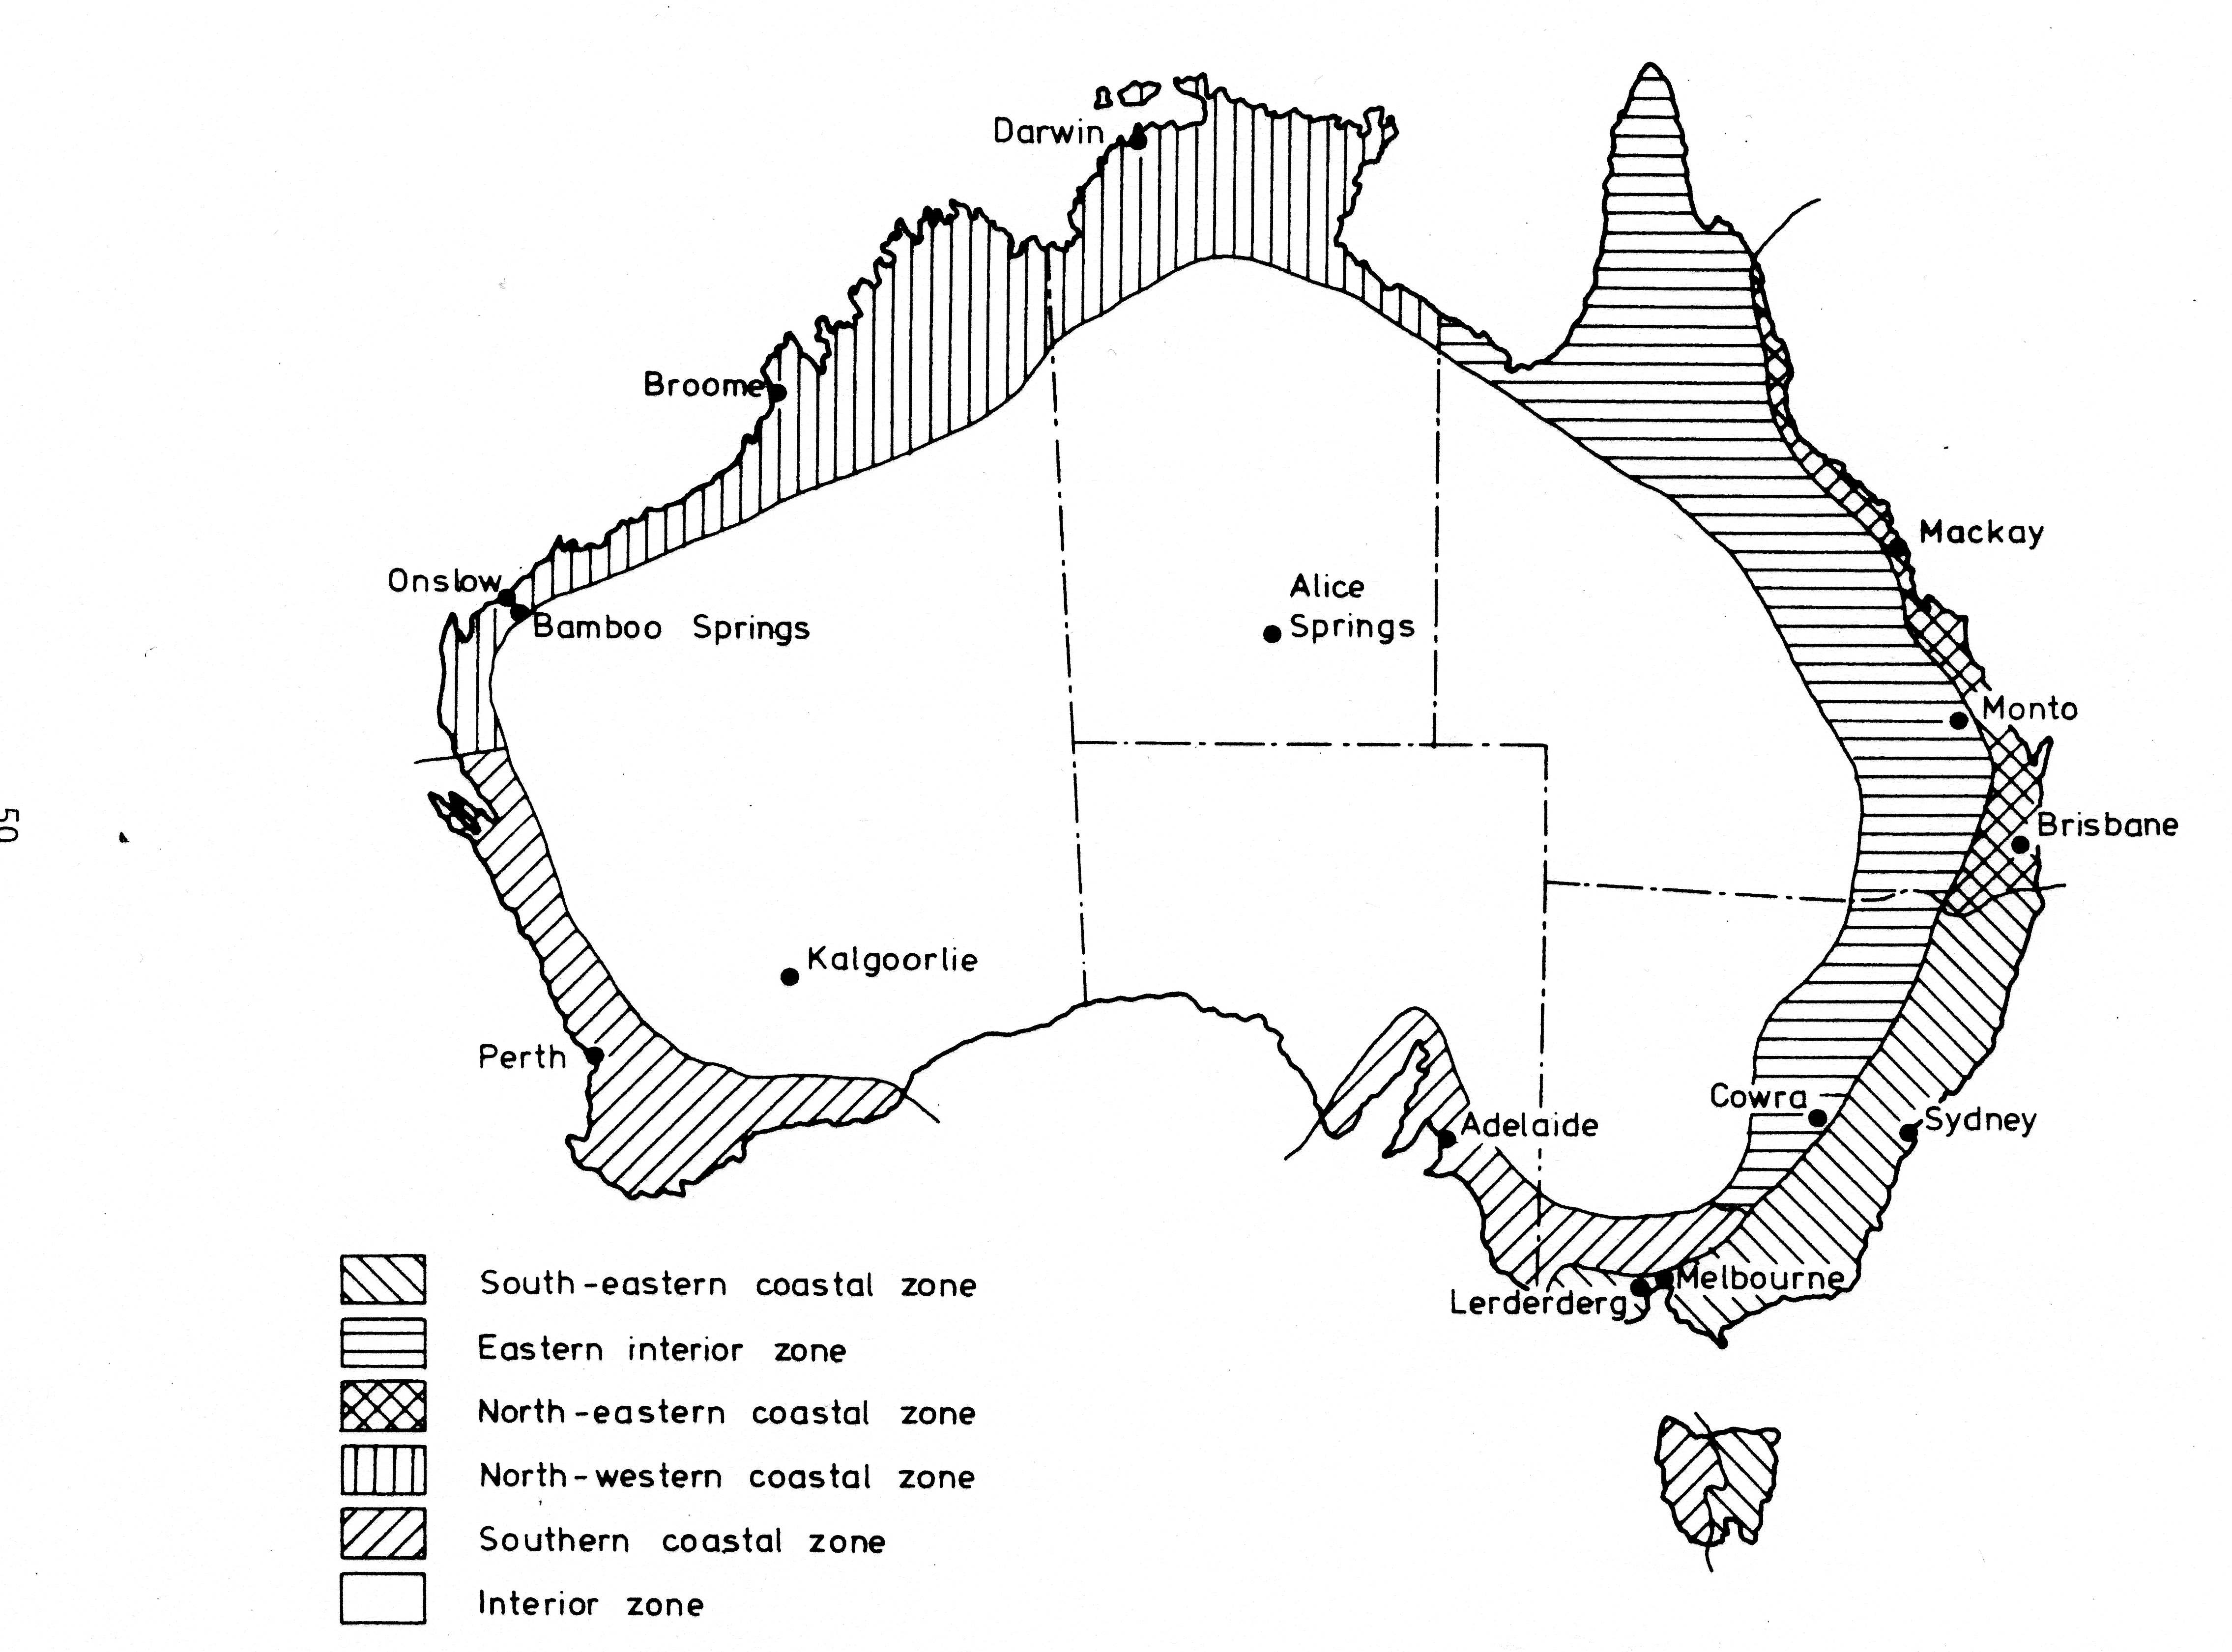 Darwin
Broome
Mackay
Onslow
Alice
Springs
Bamboo Springs
Monto
50
Brisbane
Kalgoorlie
Perth
Cowra
Adelaide
Sydney
Melbourne
Lerderderg
South-eastern coastal zone
Eastern interior zone
North-eastern coastal zone
North-western coastal zone
Southern coastal zone
Interior zone